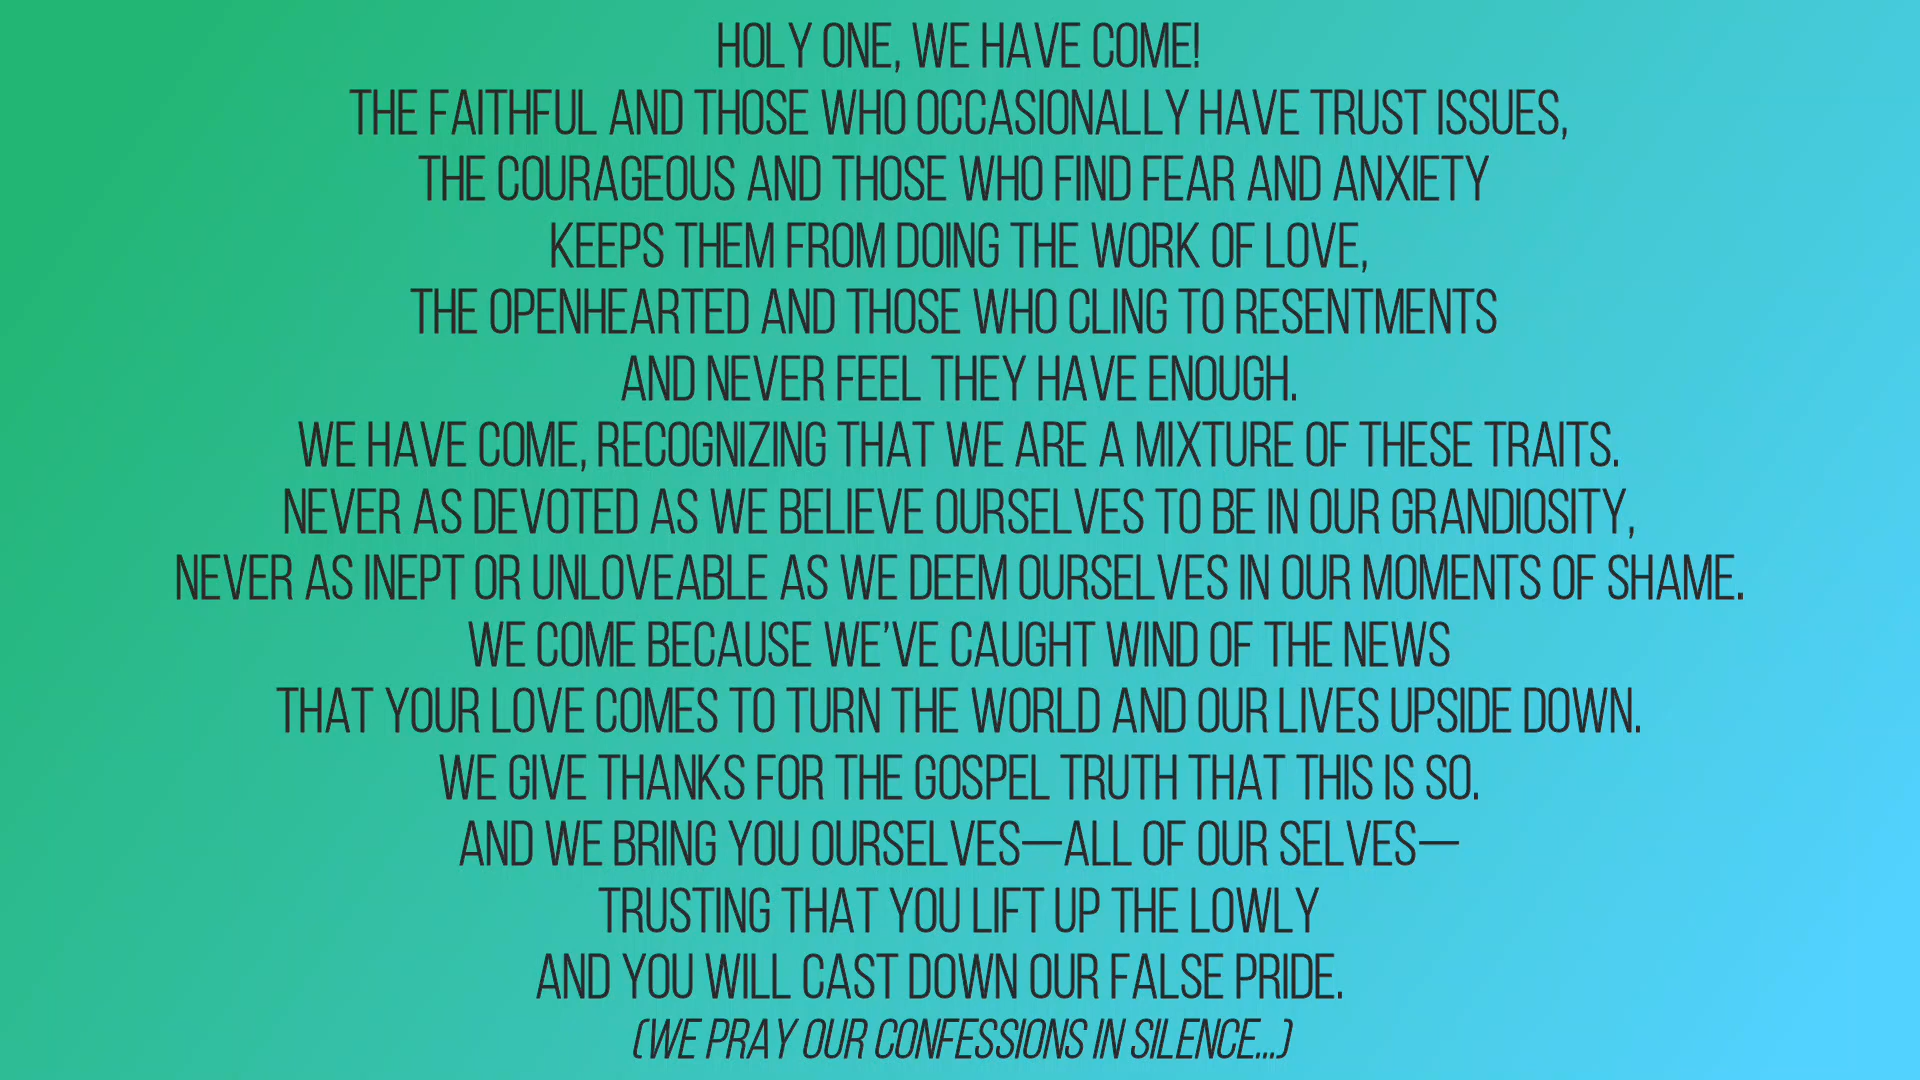 HOLY ONE, WE HAVE COME!
THE FAITHFUL AND THOSE WHO OCCASIONALLY HAVE TRUST ISSUES,
THE COURAGEOUS AND THOSE WHO FIND FEAR AND ANXIETY
KEEPS THEM FROM DOING THE WORK OF LOVE,
THE OPENHEARTED AND THOSE WHO CLING TO RESENTMENTS
AND NEVER FEEL THEY HAVE ENOUGH.
WE HAVE COME, RECOGNIZING THAT WE ARE A MIXTURE OF THESE TRAITS.
NEVER AS DEVOTED AS WE BELIEVE OURSELVES TO BE IN OUR GRANDIOSITY,
NEVER AS INEPT OR UNLOVEABLE AS WE DEEM OURSELVES IN OUR MOMENTS OF SHAME.
WE COME BECAUSE WE’VE CAUGHT WIND OF THE NEWS
THAT YOUR LOVE COMES TO TURN THE WORLD AND OUR LIVES UPSIDE DOWN.
WE GIVE THANKS FOR THE GOSPEL TRUTH THAT THIS IS SO.
AND WE BRING YOU OURSELVES—ALL OF OUR SELVES—
TRUSTING THAT YOU LIFT UP THE LOWLY
AND YOU WILL CAST DOWN OUR FALSE PRIDE.
(WE PRAY OUR CONFESSIONS IN SILENCE...)